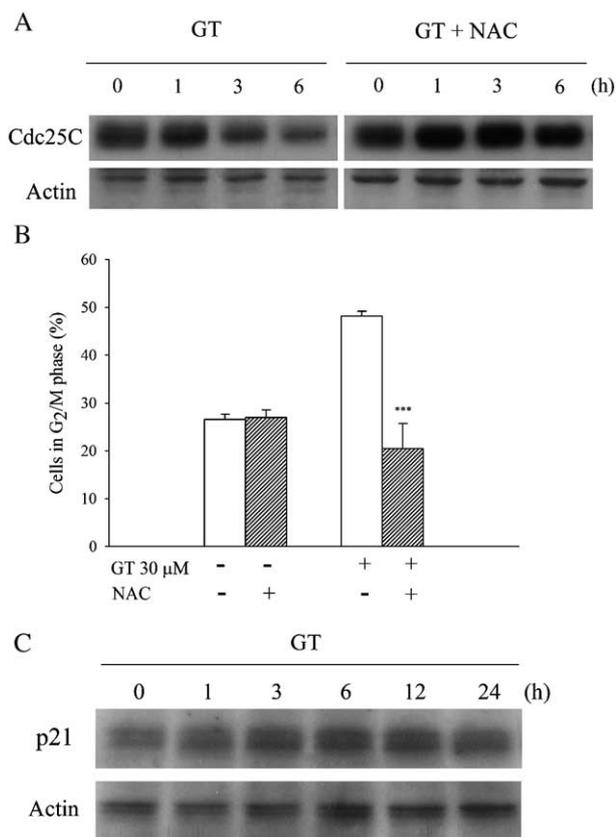 A
GT GT + NAC
0 1 3 6 0 1 3 6 (h)
Cdc25C
Actin
B
60
50
40
30
20
10
0
Cells in G2/M phase (%)
***
GT 30 μM - - + +
NAC - + - +
C
GT
0 1 3 6 12 24 (h)
p21
Actin